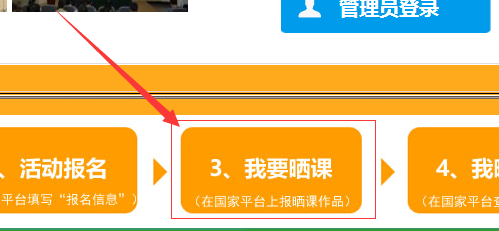 管理员登录
、活动报名
平台填写“报名信息”）
3、我要晒课
（在国家平台上报晒课作品）
4、我
（在国家平台